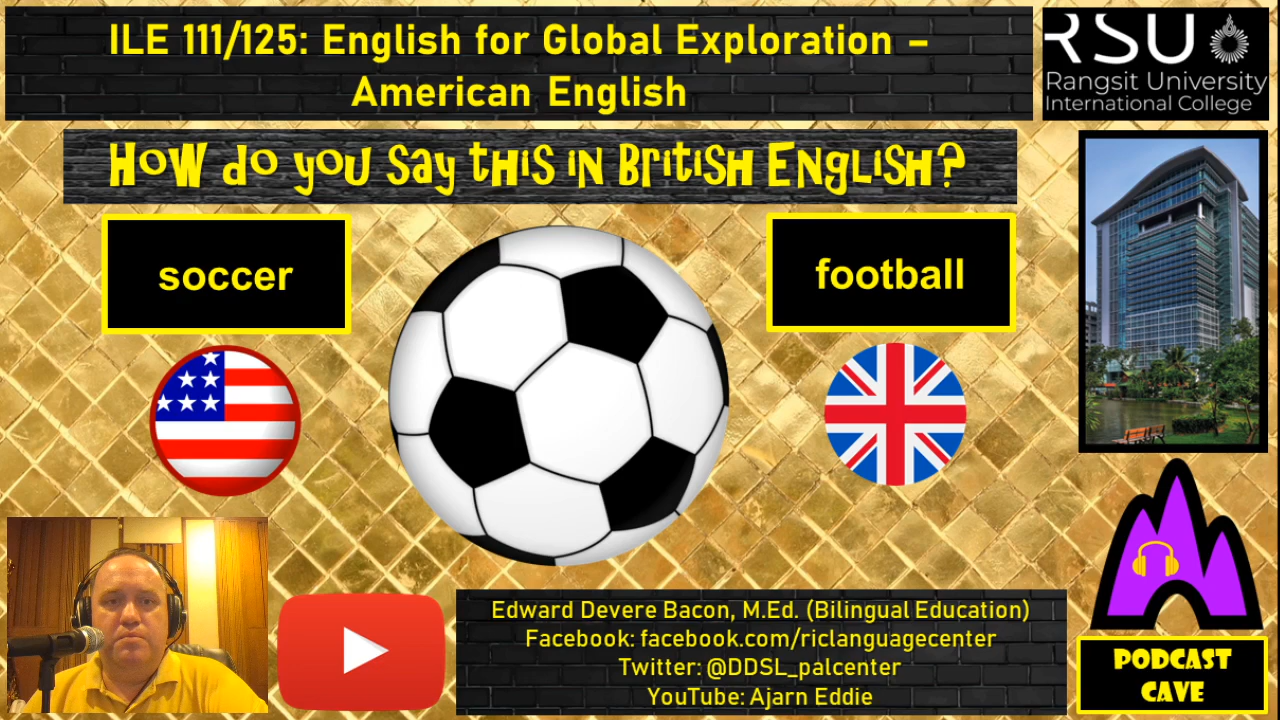 ILE 111/125: English for Global Exploration –
American English
RSU
Rangsit University
International College
How do you say this in British English?
soccer
football
Edward Devere Bacon, M.Ed. (Bilingual Education)
Facebook: facebook.com/riclanguagecenter
Twitter: @DDSL_palcenter
YouTube: Ajarn Eddie
PODCAST
CAVE